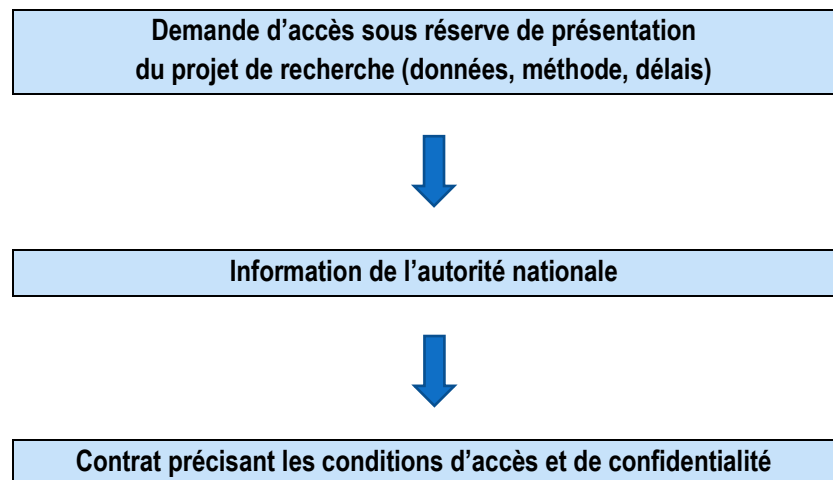 Demande d’accès sous réserve de présentation
du projet de recherche (données, méthode, délais)
Information de l’autorité nationale
Contrat précisant les conditions d’accès et de confidentialité